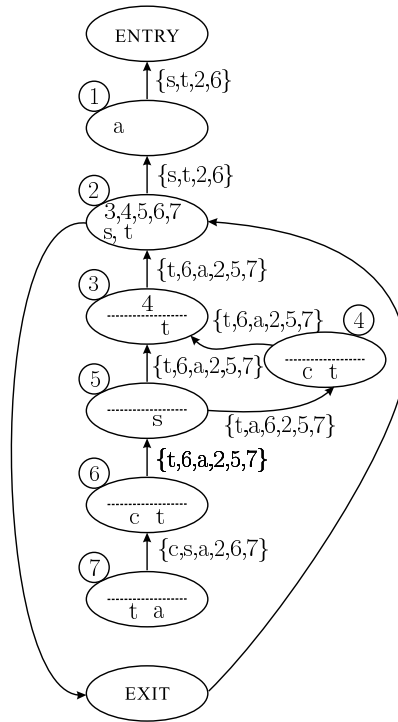 ENTRY
{s,t,2,6}
1
a
{s,t,2,6}
2
3,4,5,6,7
s, t
{t,6,a,2,5,7}
3
4
t
{t,6,a,2,5,7}
4
c t
{t,6,a,2,5,7}
5
s
{t,a,6,2,5,7}
{t,6,a,2,5,7}
6
c t
{c,s,a,2,6,7}
7
t a
EXIT